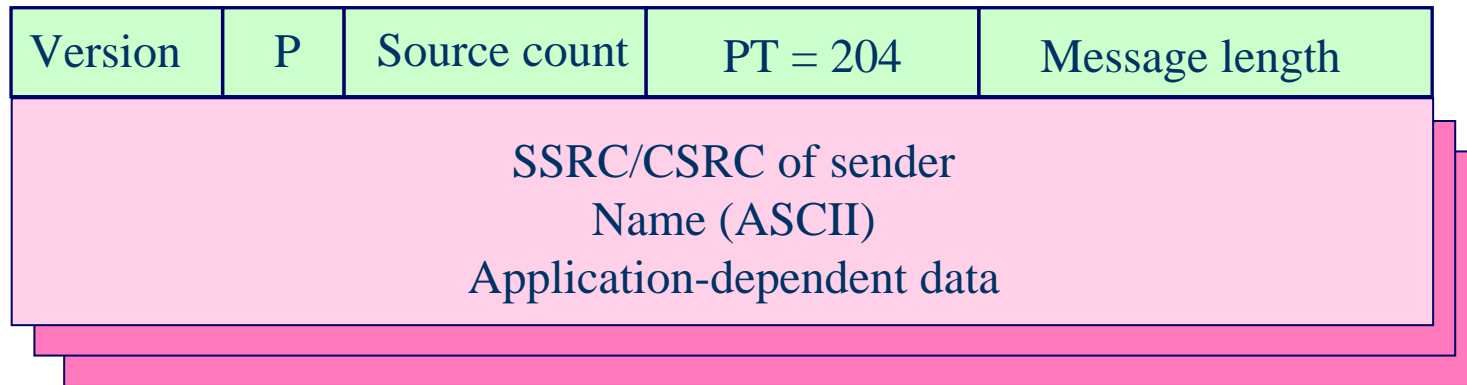 Version P Source count PT = 204 Message length
SSRC/CSRC of sender
Name (ASCII)
Application-dependent data